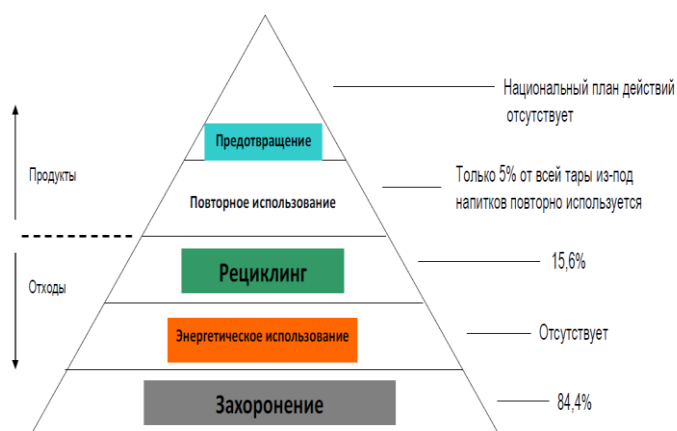 Национальный план действий
отсутствует
Предотвращение
Продукты
Повторное использование
Только 5% от всей тары из-под
напитков повторно используется
Рециклинг
15,6%
Отходы
Энергетическое использование
Отсутствует
Захоронение
84,4%